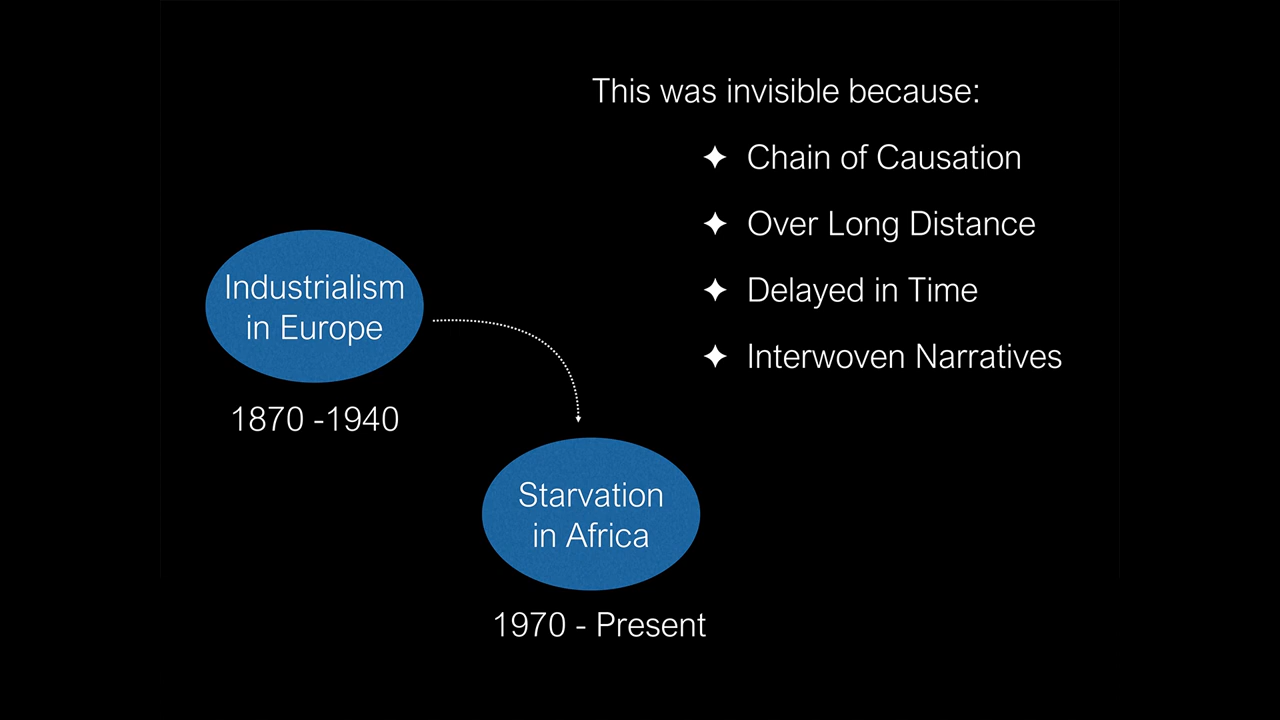 This was invisible because:
✦ Chain of Causation
✦ Over Long Distance
✦ Delayed in Time
✦ Interwoven Narratives
Industrialism
in Europe
1870 -1940
Starvation
in Africa
1970 - Present